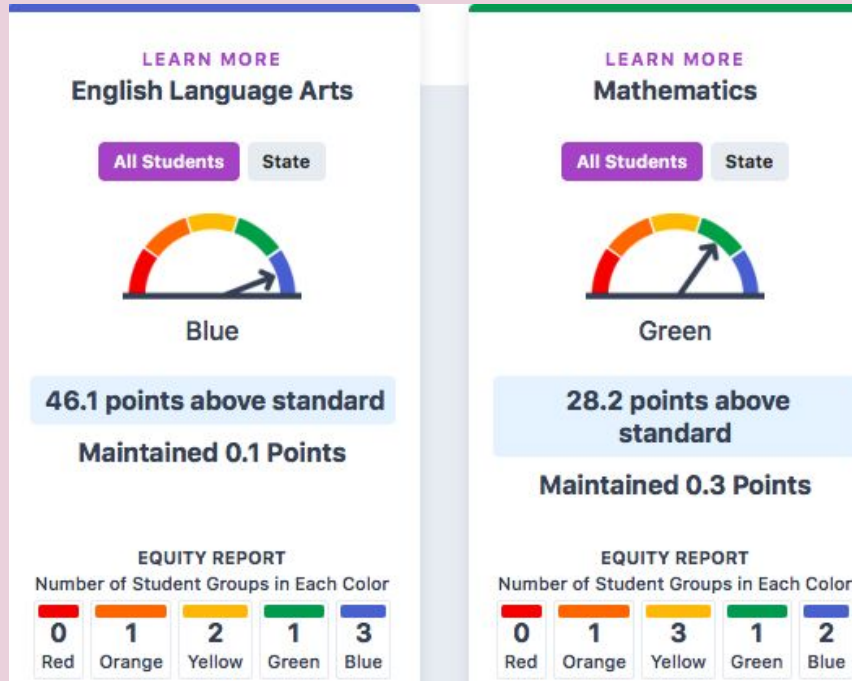 LEARN MORE
English Language Arts
All Students State
Blue
46.1 points above standard
Maintained 0.1 Points
EQUITY REPORT
Number of Student Groups in Each Color
0 1 2 1 3
Red Orange Yellow Green Blue
LEARN MORE
Mathematics
All Students State
Green
28.2 points above
standard
Maintained 0.3 Points
EQUITY REPORT
Number of Student Groups in Each Color
0 1 3 1 2
Red Orange Yellow Green Blue